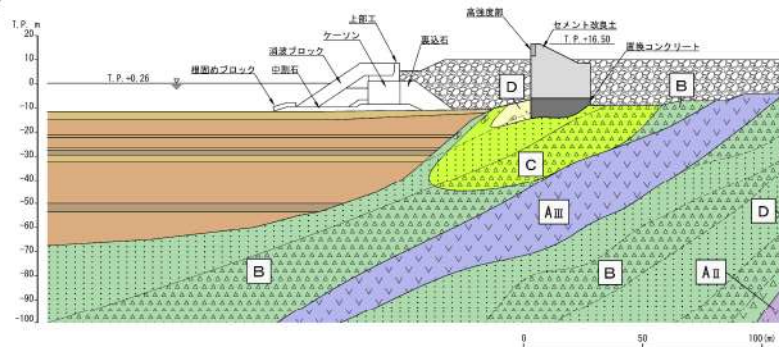 T.P. m
上部工
高強度部
セメント改良土
T.P.+16.50
ケーソン
裏込石
消波ブロック
置換コンクリート
根固めブロック
中割石
T.P.+0.26
20
10
0
-10
-20
-30
-40
-50
-60
-70
-80
-90
-100
D
B
C
AⅢ
D
B
B
AⅡ
0
50
100(m)